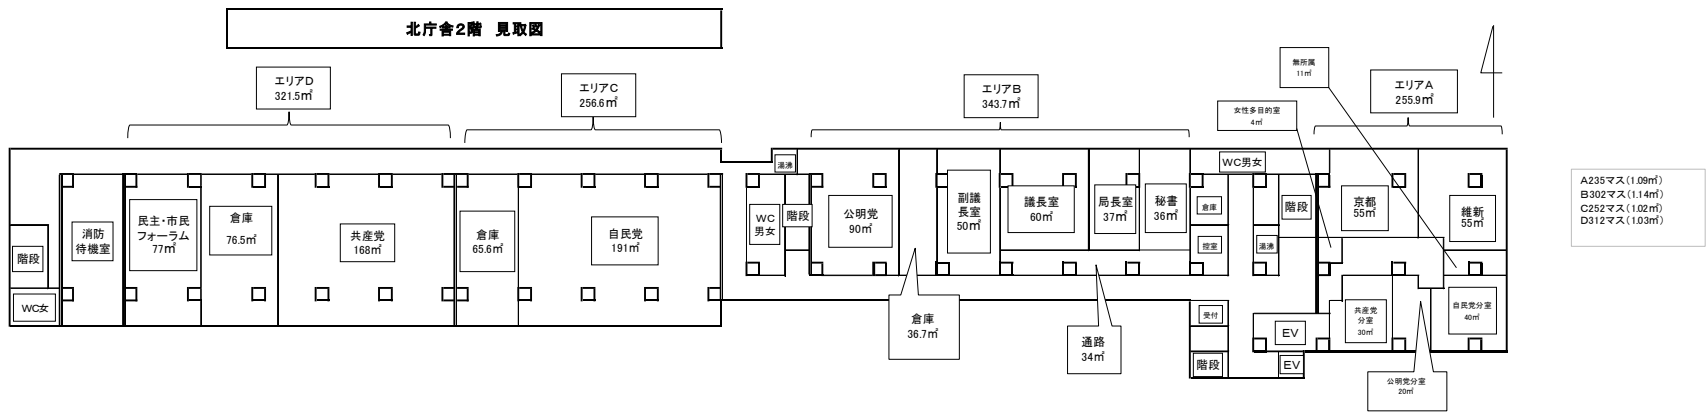 北庁舎2階 見取図
エリアD
321.5㎡
エリアC
256.6㎡
エリアB
343.7㎡
無所属
11㎡
エリアA
255.9㎡
女性多目的室
4㎡
湯沸
WC男女
A235マス(1.09㎡)
B302マス(1.14㎡)
C252マス(1.02㎡)
D312マス(1.03㎡)
階段
WC女
消防
待機室
民主・市民
フォーラム
77㎡
倉庫
76.5㎡
共産党
168㎡
倉庫
65.6㎡
自民党
191㎡
WC
男女
階段
公明党
90㎡
副議
長室
50㎡
議長室
60㎡
局長室
37㎡
秘書
36㎡
倉庫
控室
階段
湯沸
京都
55㎡
維新
55㎡
倉庫
36.7㎡
通路
34㎡
受付
階段
EV
EV
共産党
分室
30㎡
自民党分室
40㎡
公明党分室
20㎡